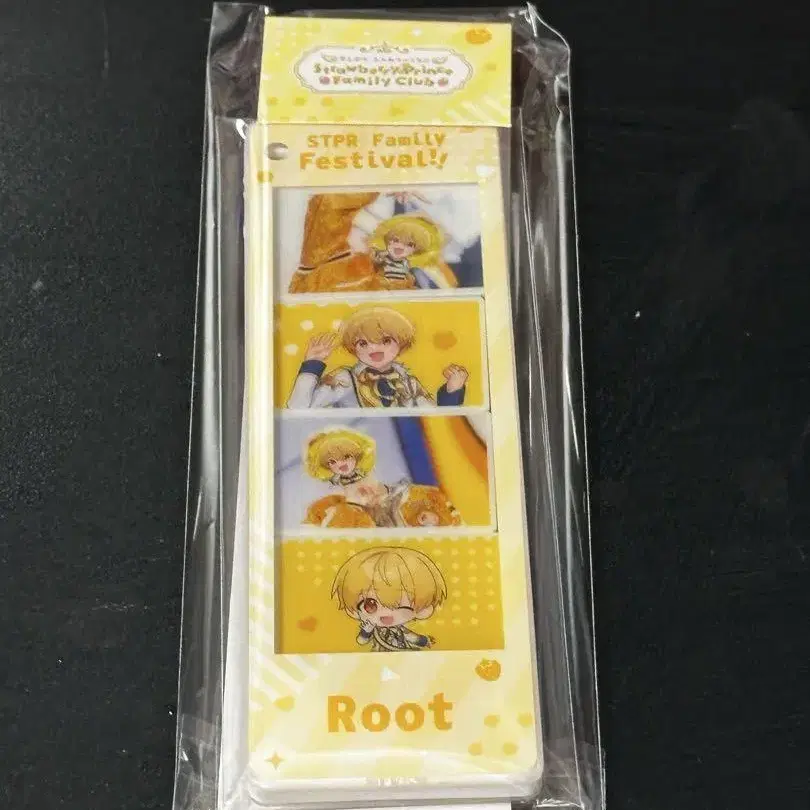 Strawberry Prince
Family Club
STPR Family
Festival!!
Root